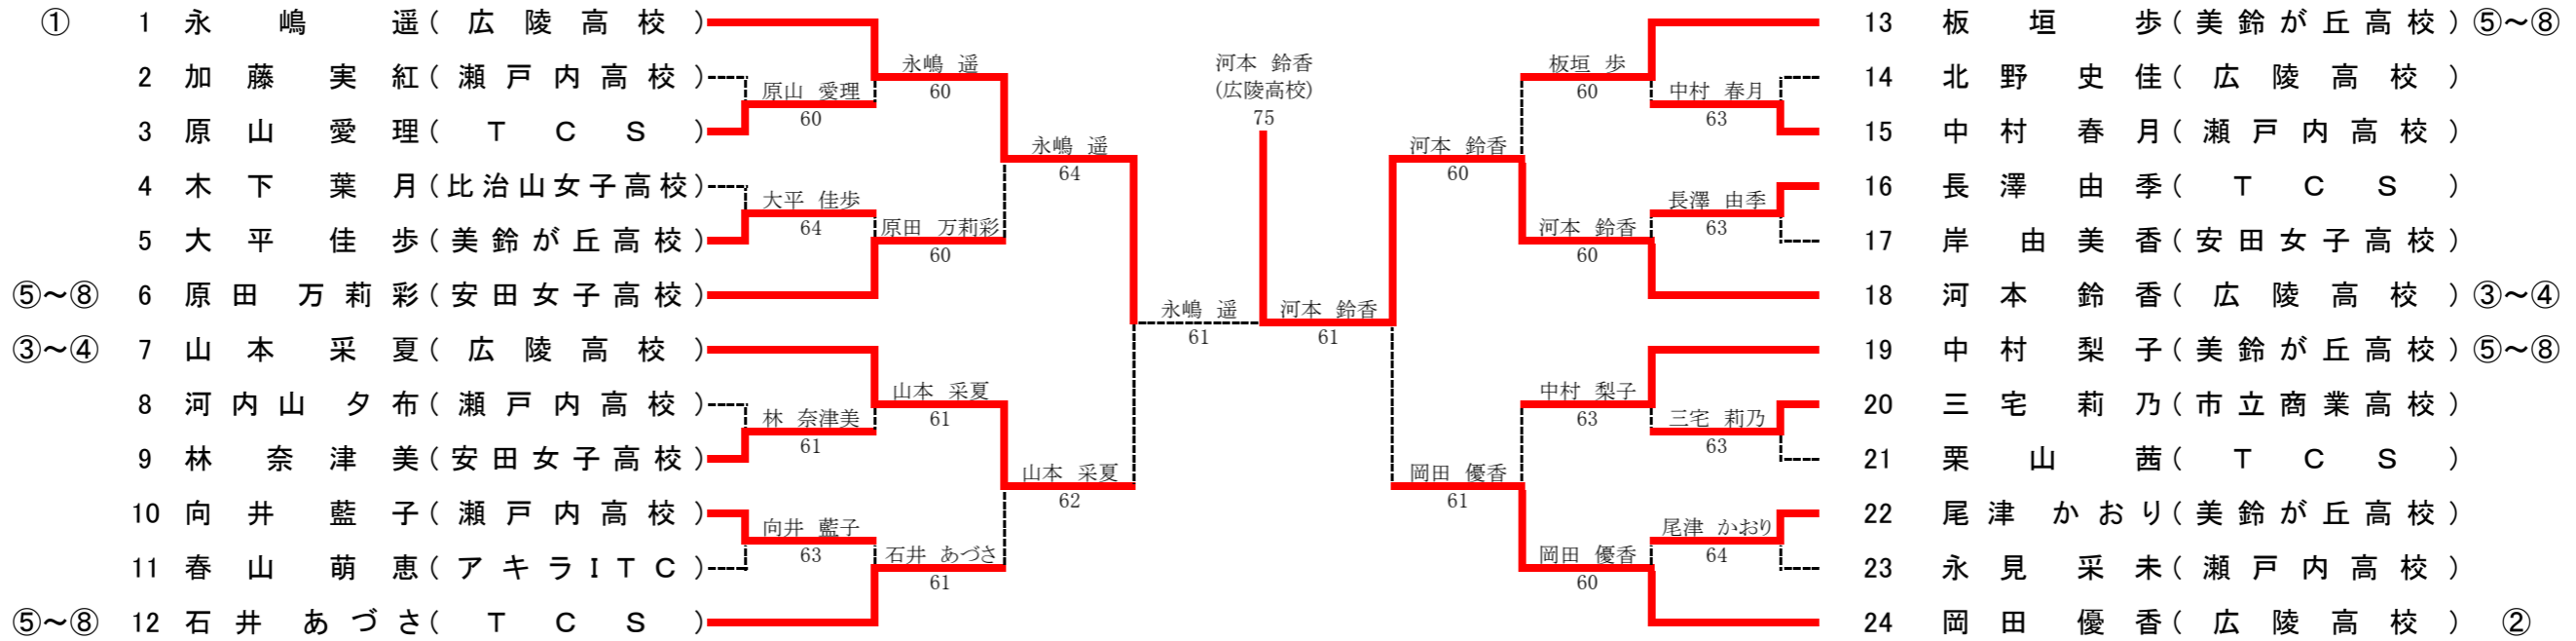 ① 1 永嶋 遥(広陵高校)
2 加藤 実紅(瀬戸内高校)
3 原山 愛理(TCS)
4 木下 葉月(比治山女子高校)
5 大平 佳歩(美鈴が丘高校)
⑤～⑧ 6 原田 万莉彩(安田女子高校)
③～④ 7 山本 采夏(広陵高校)
8 河内山 夕布(瀬戸内高校)
9 林 奈津美(安田女子高校)
10 向井 藍子(瀬戸内高校)
11 春山 萌恵(アキラITC)
⑤～⑧ 12 石井 あづさ(TCS)
原山 愛理
60
大平 佳歩
64
林 奈津美
61
向井 藍子
63
永嶋 遥
60
原田 万莉彩
60
山本 采夏
61
石井 あづさ
61
永嶋 遥
64
山本 采夏
62
永嶋 遥
61
河本 鈴香
(広陵高校)
75
河本 鈴香
61
河本 鈴香
60
岡田 優香
61
板垣 歩
60
河本 鈴香
60
中村 梨子
63
岡田 優香
60
中村 春月
63
長澤 由季
63
三宅 莉乃
63
尾津 かおり
64
13 板垣 歩(美鈴が丘高校) ⑤～⑧
14 北野 史佳(広陵高校)
15 中村 春月(瀬戸内高校)
16 長澤 由季(TCS)
17 岸 由美香(安田女子高校)
18 河本 鈴香(広陵高校) ③～④
19 中村 梨子(美鈴が丘高校) ⑤～⑧
20 三宅 莉乃(市立商業高校)
21 栗山 茜(TCS)
22 尾津 かおり(美鈴が丘高校)
23 永見 采未(瀬戸内高校)
24 岡田 優香(広陵高校) ②